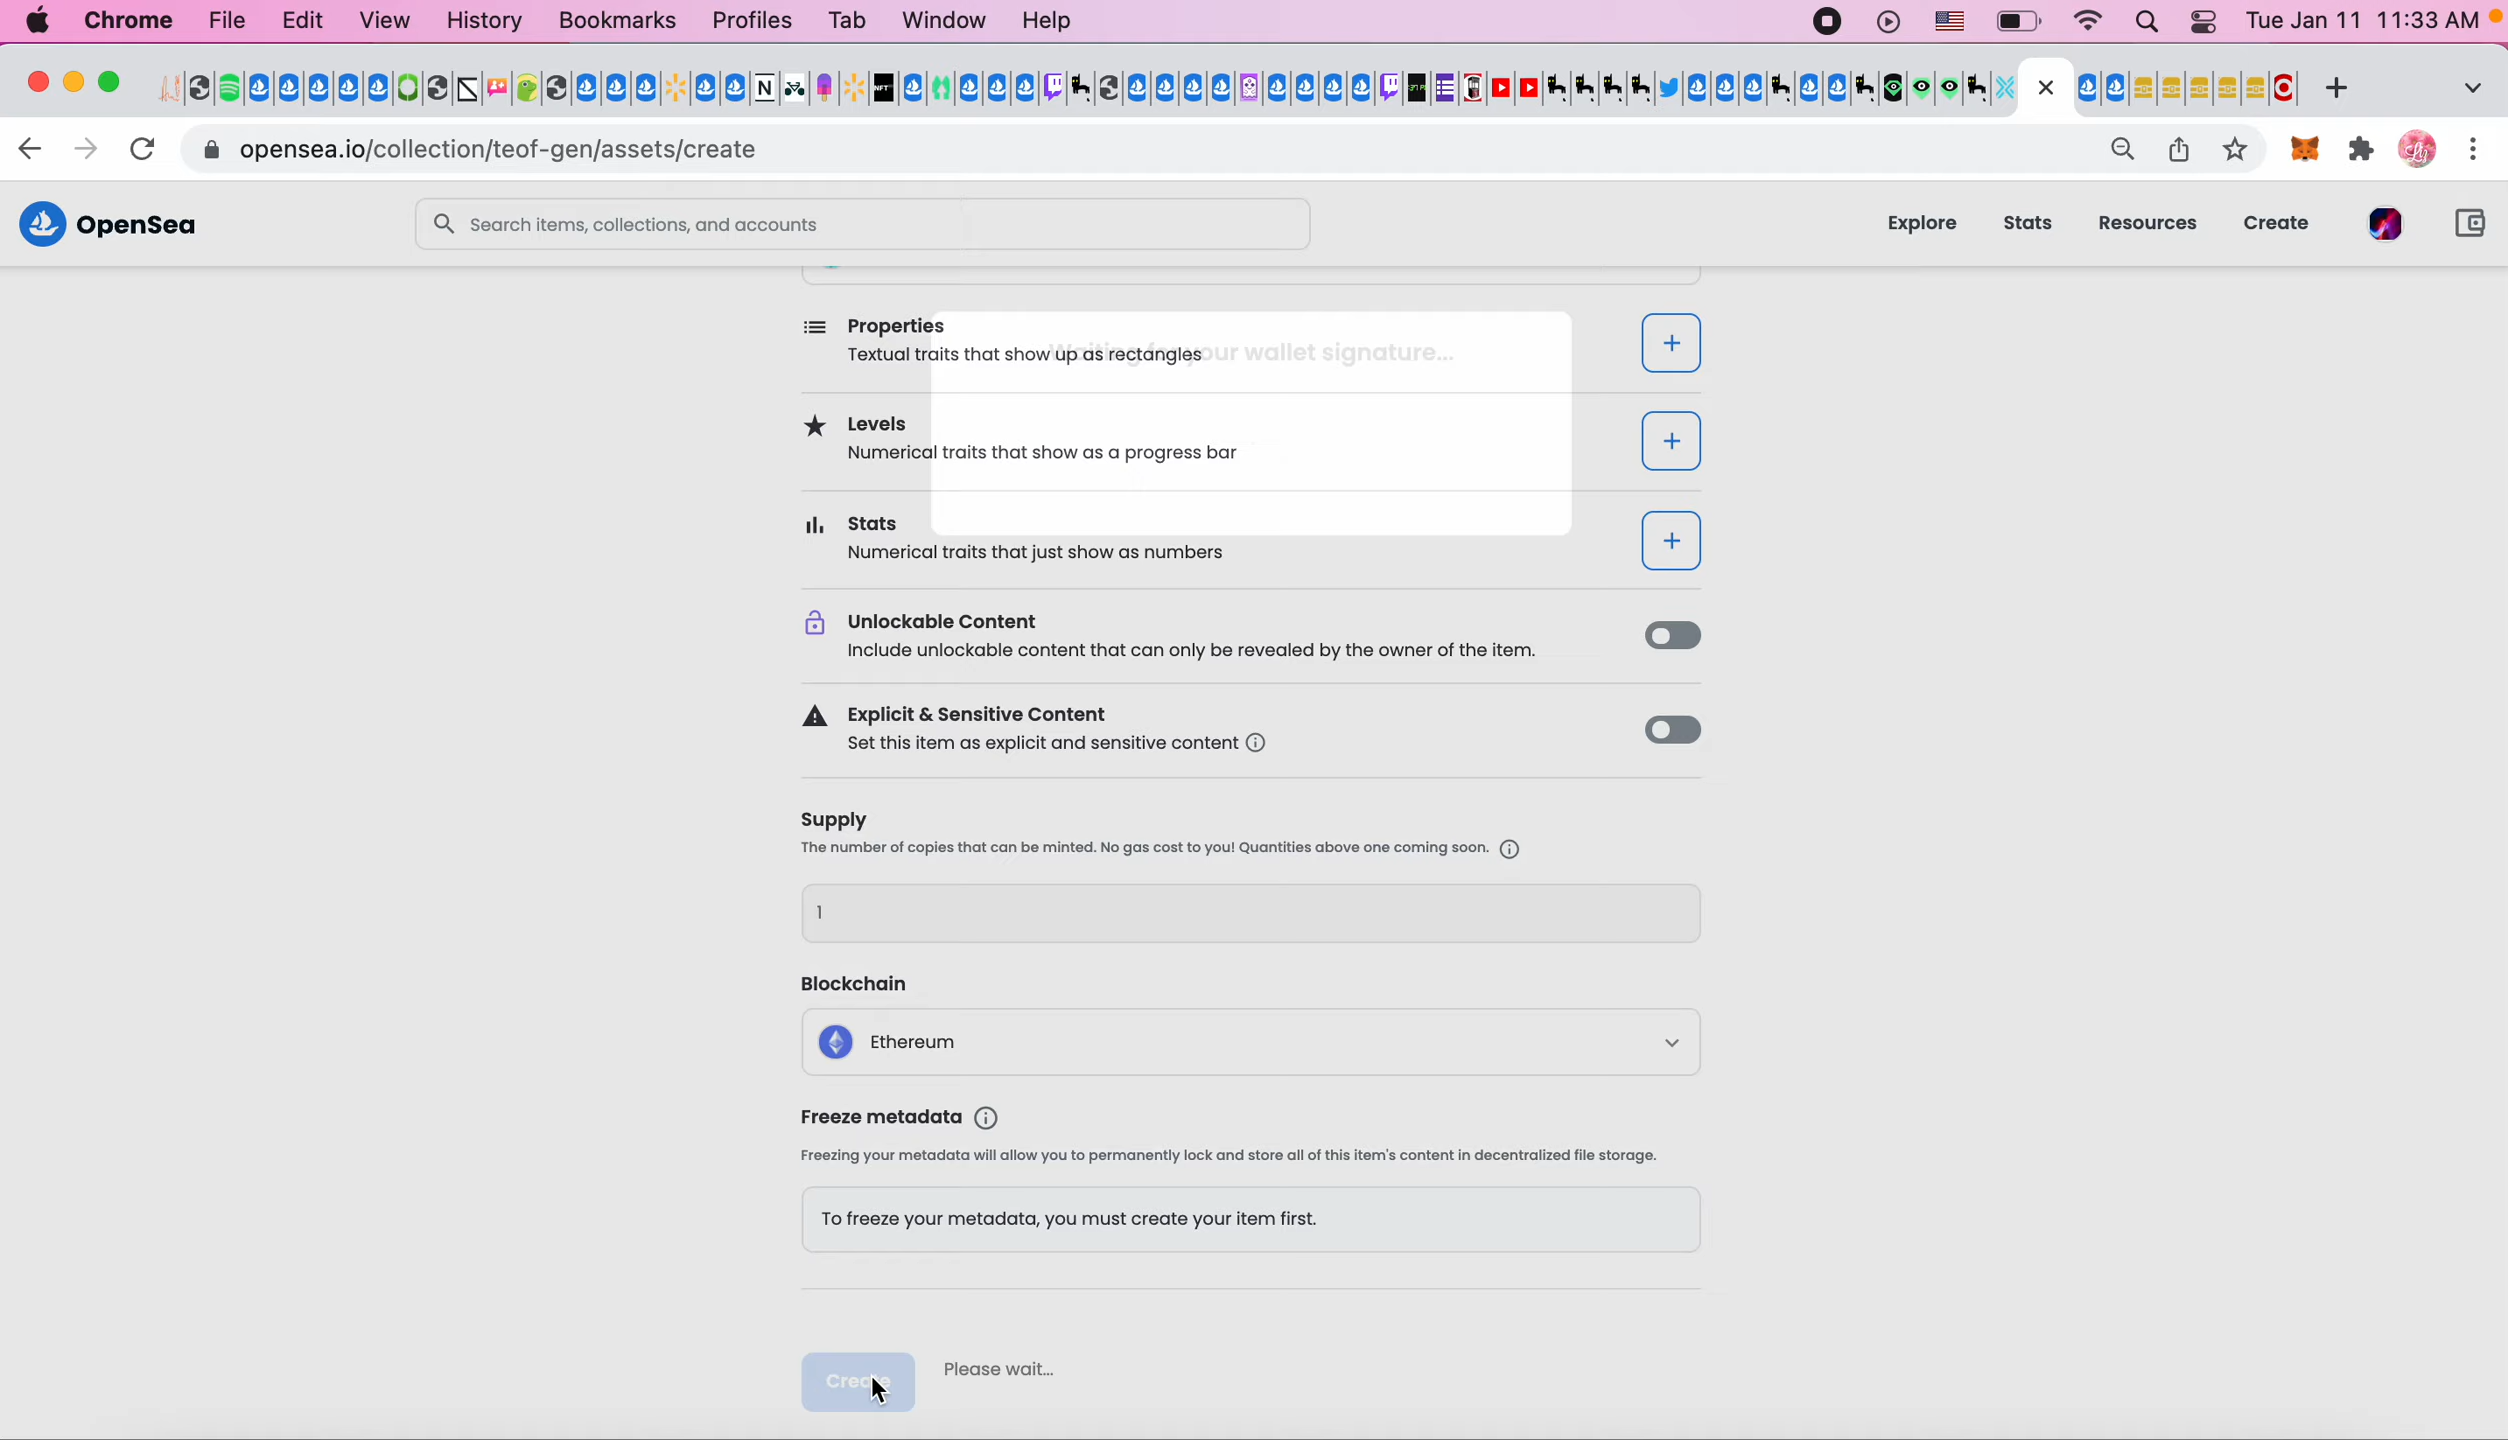 Chrome File Edit View History Bookmarks Profiles Tab Window Help Tue Jan 11 11:33 AM
opensea.io/collection/teof-gen/assets/create
OpenSea Search items, collections, and accounts Explore Stats Resources Create
Properties
Textual traits that show up as rectangles
Waiting for your wallet signature...
Levels
Numerical traits that show as a progress bar
Stats
Numerical traits that just show as numbers
Unlockable Content
Include unlockable content that can only be revealed by the owner of the item.
Explicit & Sensitive Content
Set this item as explicit and sensitive content
Supply
The number of copies that can be minted. No gas cost to you! Quantities above one coming soon.
1
Blockchain
Ethereum
Freeze metadata
Freezing your metadata will allow you to permanently lock and store all of this item's content in decentralized file storage.
To freeze your metadata, you must create your item first.
Create Please wait...